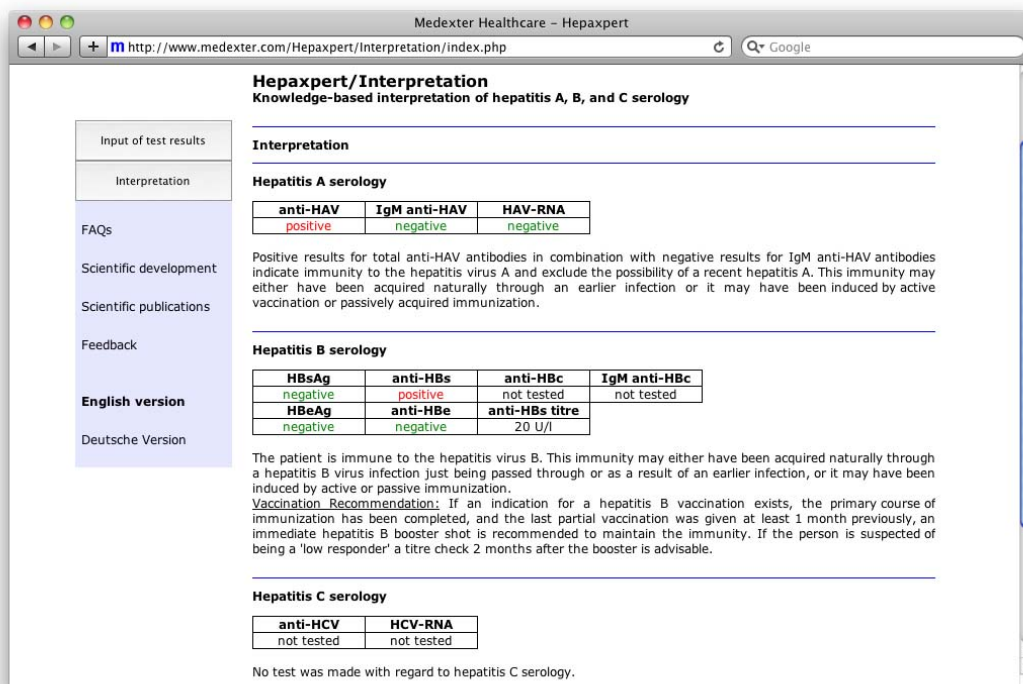 Medexter Healthcare – Hepaxpert
http://www.medexter.com/Hepaxpert/Interpretation/index.php
Google
Hepaxpert/Interpretation
Knowledge-based interpretation of hepatitis A, B, and C serology
Input of test results
Interpretation
FAQs
Scientific development
Scientific publications
Feedback
English version
Deutsche Version
Interpretation
Hepatitis A serology
anti-HAV IgM anti-HAV HAV-RNA
positive negative negative
Positive results for total anti-HAV antibodies in combination with negative results for IgM anti-HAV antibodies
indicate immunity to the hepatitis virus A and exclude the possibility of a recent hepatitis A. This immunity may
either have been acquired naturally through an earlier infection or it may have been induced by active
vaccination or passively acquired immunization.
Hepatitis B serology
HBsAg anti-HBs anti-HBc IgM anti-HBc
negative positive not tested not tested
HBeAg anti-HBe anti-HBs titre
negative negative 20 U/l
The patient is immune to the hepatitis virus B. This immunity may either have been acquired naturally through
a hepatitis B virus infection just being passed through or as a result of an earlier infection, or it may have been
induced by active or passive immunization.
Vaccination Recommendation: If an indication for a hepatitis B vaccination exists, the primary course of
immunization has been completed, and the last partial vaccination was given at least 1 month previously, an
immediate hepatitis B booster shot is recommended to maintain the immunity. If the person is suspected of
being a 'low responder' a titre check 2 months after the booster is advisable.
Hepatitis C serology
anti-HCV HCV-RNA
not tested not tested
No test was made with regard to hepatitis C serology.